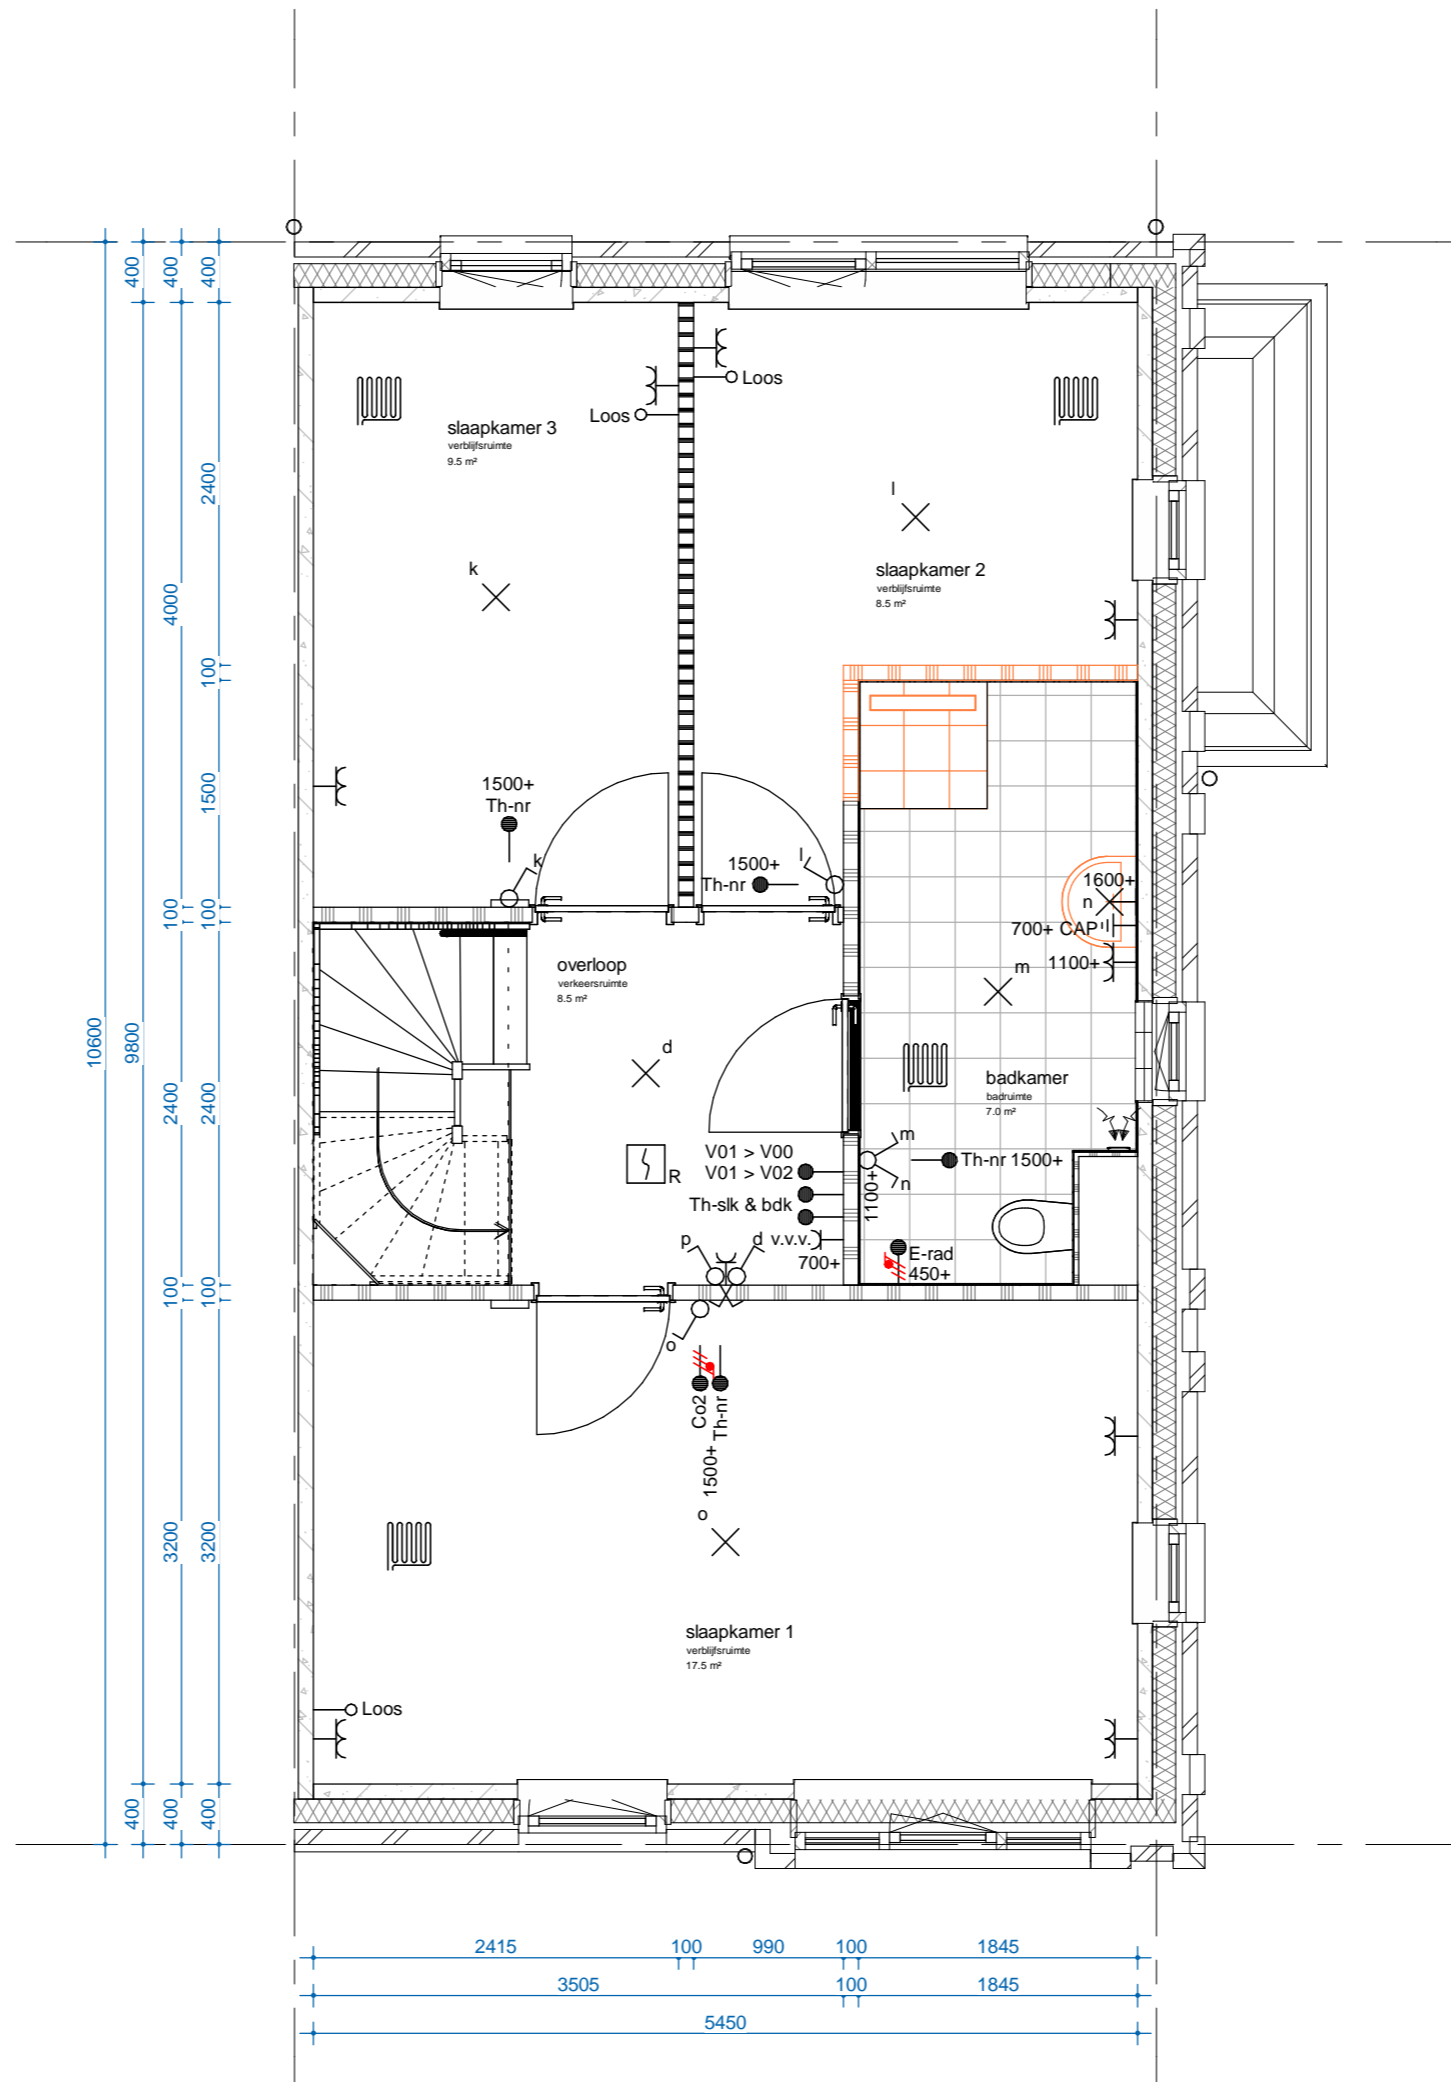 400
400
400
Loos
Loos
slaapkamer 3
verblijfsruimte
9.5 m²
2400
l
slaapkamer 2
verblijfsruimte
8.5 m²
k
4000
100
1500+
Th-nr
1500
k
1500+
Th-nr
l
1600+
n
700+ CAP
1100+
100
100
m
overloop
verkeersruimte
8.5 m²
10600
9800
d
badkamer
badruimte
7.0 m²
2400
2400
m
V01 > V00
V01 > V02
Th-nr 1500+
R
n
Th-slk & bdk
1100+
p
d
v.v.v.
700+
E-rad
450+
100
100
o
Co2
Th-nr
1500+
o
3200
3200
slaapkamer 1
verblijfsruimte
17.5 m²
Loos
400
400
400
2415
100
990
100
1845
3505
100
1845
5450